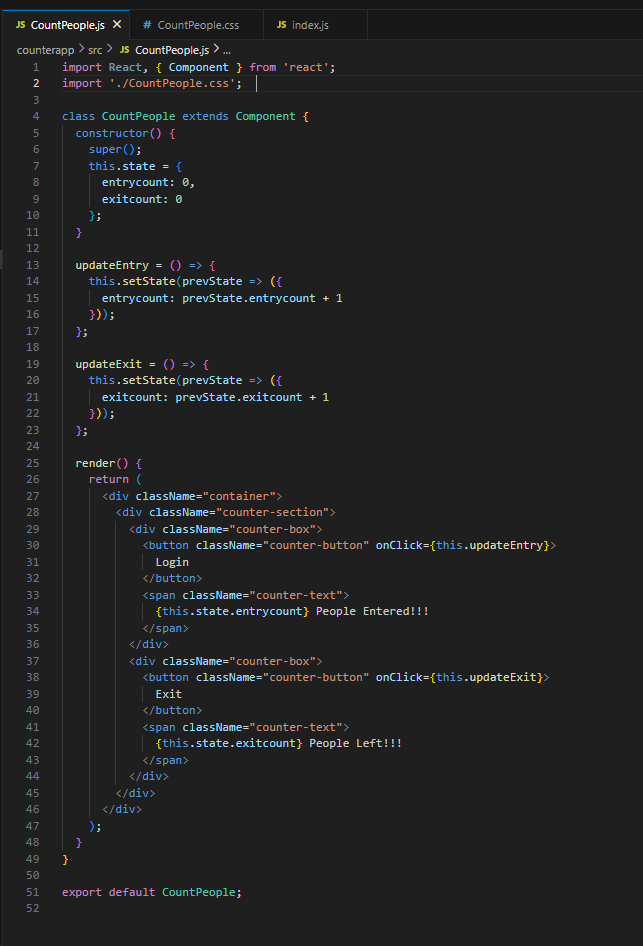 JS CountPeople.js ×
# CountPeople.css
JS index.js
counterapp > src > JS CountPeople.js > ...
1 import React, { Component } from 'react';
2 import './CountPeople.css';
3
4 class CountPeople extends Component {
5   constructor() {
6     super();
7     this.state = {
8       entrycount: 0,
9       exitcount: 0
10     };
11   }
12
13   updateEntry = () => {
14     this.setState(prevState => ({
15       entrycount: prevState.entrycount + 1
16     }));
17   };
18
19   updateExit = () => {
20     this.setState(prevState => ({
21       exitcount: prevState.exitcount + 1
22     }));
23   };
24
25   render() {
26     return (
27       <div className="container">
28         <div className="counter-section">
29           <div className="counter-box">
30             <button className="counter-button" onClick={this.updateEntry}>
31               Login
32             </button>
33             <span className="counter-text">
34               {this.state.entrycount} People Entered!!!
35             </span>
36           </div>
37           <div className="counter-box">
38             <button className="counter-button" onClick={this.updateExit}>
39               Exit
40             </button>
41             <span className="counter-text">
42               {this.state.exitcount} People Left!!!
43             </span>
44           </div>
45         </div>
46       </div>
47     );
48   }
49 }
50
51 export default CountPeople;
52